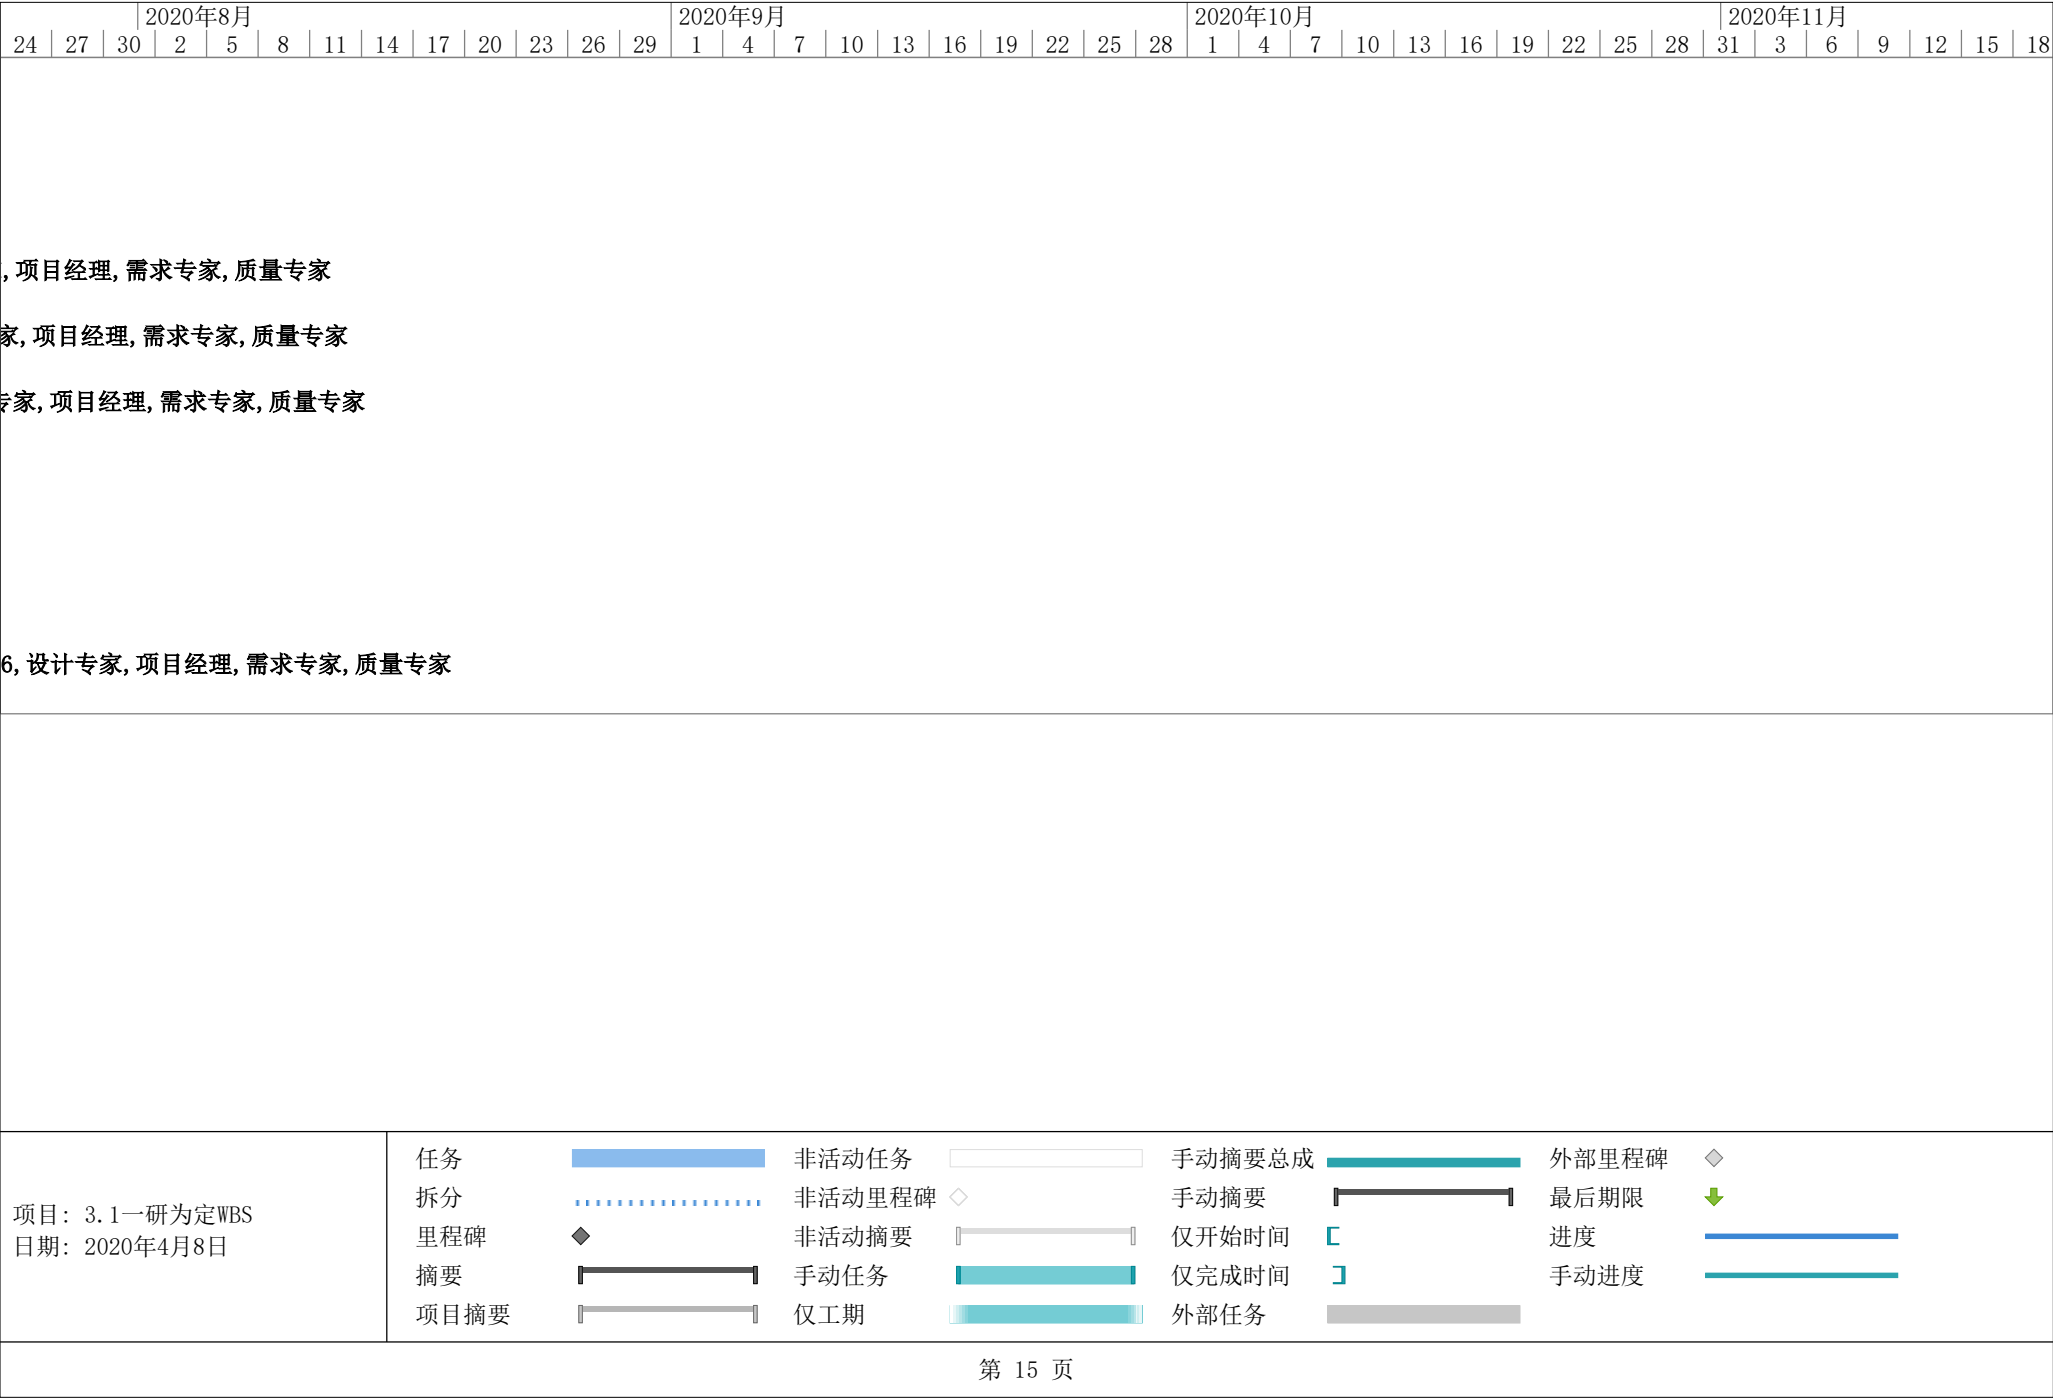 2020年8月 2020年9月 2020年10月 2020年11月
24 27 30 2 5 8 11 14 17 20 23 26 29 1 4 7 10 13 16 19 22 25 28 1 4 7 10 13 16 19 22 25 28 31 3 6 9 12 15 18
,项目经理,需求专家,质量专家
家,项目经理,需求专家,质量专家
专家,项目经理,需求专家,质量专家
6,设计专家,项目经理,需求专家,质量专家
项目: 3.1一研为定WBS
日期: 2020年4月8日
任务 非活动任务 手动摘要总成 外部里程碑
拆分 非活动里程碑 手动摘要 最后期限
里程碑 非活动摘要 仅开始时间 进度
摘要 手动任务 仅完成时间 手动进度
项目摘要 仅工期 外部任务
第 15 页